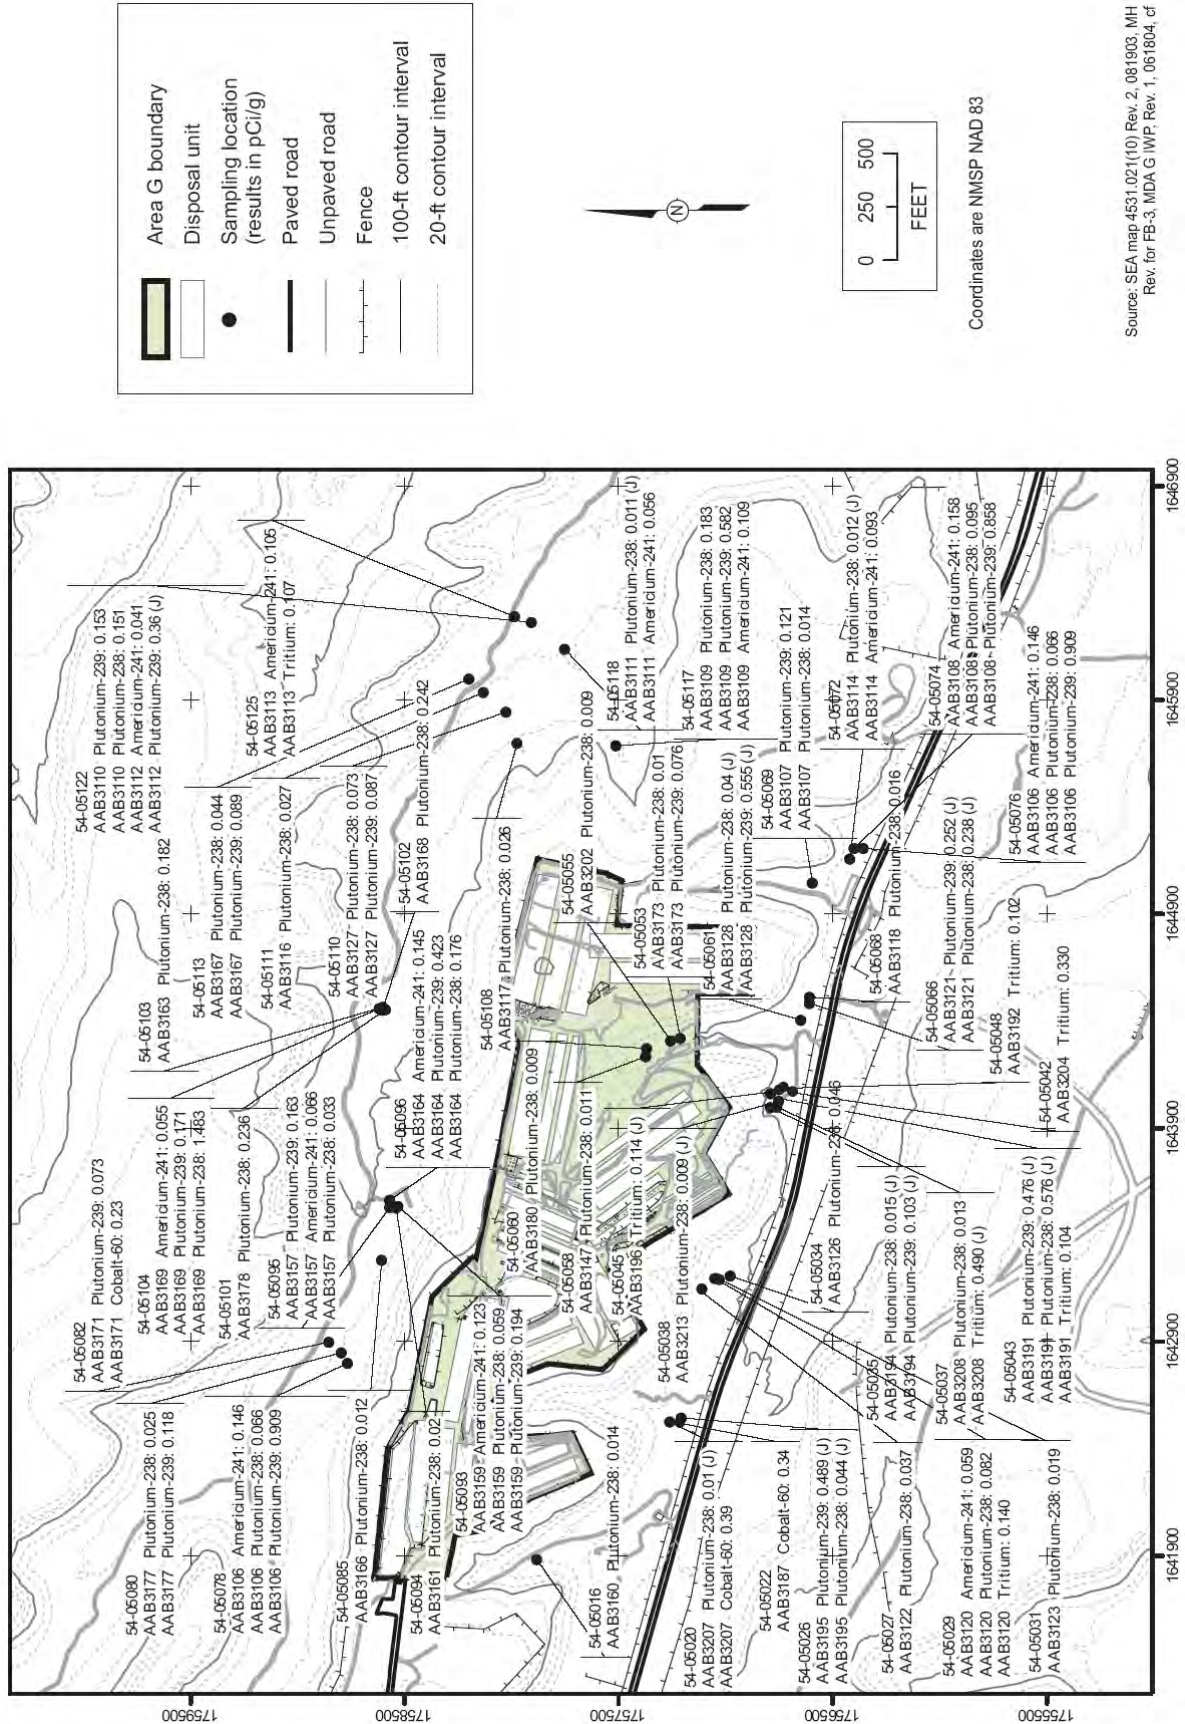 54-05122
AAB3110 Plutonium-239: 0.153
AAB3110 Plutonium-238: 0.151
AAB3112 Americium-241: 0.041
AAB3112 Plutonium-239: 0.36 (J)
54-05125
AAB3113 Americium-241: 0.105
AAB3113 Tritium: 0.107
54-05103
AAB3163 Plutonium-238: 0.182
54-05113
AAB3167 Plutonium-238: 0.044
AAB3167 Plutonium-239: 0.089
54-05111
AAB3116 Plutonium-238: 0.027
54-05110
AAB3127 Plutonium-238: 0.073
AAB3127 Plutonium-239: 0.087
54-05102
AAB3168 Plutonium-238: 0.242
54-05082
AAB3171 Plutonium-239: 0.073
AAB3171 Cobalt-60: 0.23
54-05104
AAB3169 Americium-241: 0.055
AAB3169 Plutonium-239: 0.171
AAB3169 Plutonium-238: 1.483
54-05101
AAB3178 Plutonium-238: 0.236
54-05095
AAB3157 Plutonium-239: 0.163
AAB3157 Americium-241: 0.066
AAB3157 Plutonium-238: 0.033
54-05096
AAB3164 Americium-241: 0.145
AAB3164 Plutonium-239: 0.423
AAB3164 Plutonium-238: 0.176
54-05108
AAB3117 Plutonium-238: 0.026
54-05080
AAB3177 Plutonium-238: 0.025
AAB3177 Plutonium-239: 0.118
54-05078
AAB3106 Americium-241: 0.146
AAB3106 Plutonium-238: 0.066
AAB3106 Plutonium-239: 0.909
54-05085
AAB3166 Plutonium-238: 0.012
54-05094
AAB3161 Plutonium-238: 0.02
54-05093
AAB3159 Americium-241: 0.123
AAB3159 Plutonium-238: 0.059
AAB3159 Plutonium-239: 0.194
54-05060
AAB3180 Plutonium-238: 0.009
54-05058
AAB3147 Plutonium-238: 0.011
54-05045
AAB3196 Tritium: 0.114 (J)
54-05038
AAB3213 Plutonium-238: 0.009 (J)
54-05055
AAB3202 Plutonium-238: 0.009
54-05053
AAB3173 Plutonium-238: 0.01
AAB3173 Plutonium-239: 0.076
54-05061
AAB3128 Plutonium-238: 0.04 (J)
AAB3128 Plutonium-239: 0.555 (J)
54-05118
AAB3111 Plutonium-238: 0.011 (J)
AAB3111 Americium-241: 0.056
54-05117
AAB3109 Plutonium-238: 0.183
AAB3109 Plutonium-239: 0.582
AAB3109 Americium-241: 0.109
54-05069
AAB3107 Plutonium-239: 0.121
AAB3107 Plutonium-238: 0.014
54-05072
AAB3114 Plutonium-238: 0.012 (J)
AAB3114 Americium-241: 0.093
54-05074
AAB3108 Americium-241: 0.158
AAB3108 Plutonium-238: 0.095
AAB3108 Plutonium-239: 0.858
54-05076
AAB3106 Americium-241: 0.146
AAB3106 Plutonium-238: 0.066
AAB3106 Plutonium-239: 0.909
54-05068
AAB3118 Plutonium-238: 0.016
54-05066
AAB3121 Plutonium-239: 0.252 (J)
AAB3121 Plutonium-238: 0.238 (J)
54-05048
AAB3192 Tritium: 0.102
54-05042
AAB3204 Tritium: 0.330
54-05016
AAB3160 Plutonium-238: 0.014
54-05020
AAB3207 Plutonium-238: 0.01 (J)
AAB3207 Cobalt-60: 0.39
54-05022
AAB3187 Cobalt-60: 0.34
54-05026
AAB3195 Plutonium-239: 0.489 (J)
AAB3195 Plutonium-238: 0.044 (J)
54-05027
AAB3122 Plutonium-238: 0.037
54-05029
AAB3120 Americium-241: 0.059
AAB3120 Plutonium-238: 0.082
AAB3120 Tritium: 0.140
54-05031
AAB3123 Plutonium-238: 0.019
54-05034
AAB3126 Plutonium-238: 0.046
54-05035
AAB3194 Plutonium-238: 0.015 (J)
AAB3194 Plutonium-239: 0.103 (J)
54-05037
AAB3208 Plutonium-238: 0.013
AAB3208 Tritium: 0.490 (J)
54-05043
AAB3191 Plutonium-239: 0.476 (J)
AAB3191 Plutonium-238: 0.576 (J)
AAB3191 Tritium: 0.104
1759500
1758500
1757500
1756500
1755500
1641900
1642900
1643900
1644900
1645900
1646900
Area G boundary
Disposal unit
Sampling location
(results in pCi/g)
Paved road
Unpaved road
Fence
100-ft contour interval
20-ft contour interval
N
0 250 500
FEET
Coordinates are NMSP NAD 83
Source: SEA map 4531.021(10) Rev. 2, 081903, MH
Rev. for FB-3, MDA G IWP, Rev. 1, 061804, cf